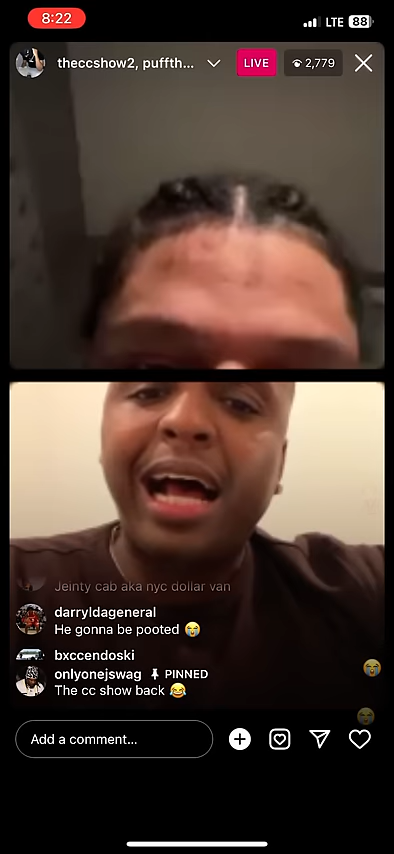 8:22
LTE 88
theccshow2, puffth...
LIVE
2,779
Jeinty cab aka nyc dollar van
darryldageneral
He gonna be pooted 😭
bxccendoski
onlyonejswag PINNED
The cc show back 😂
Add a comment...